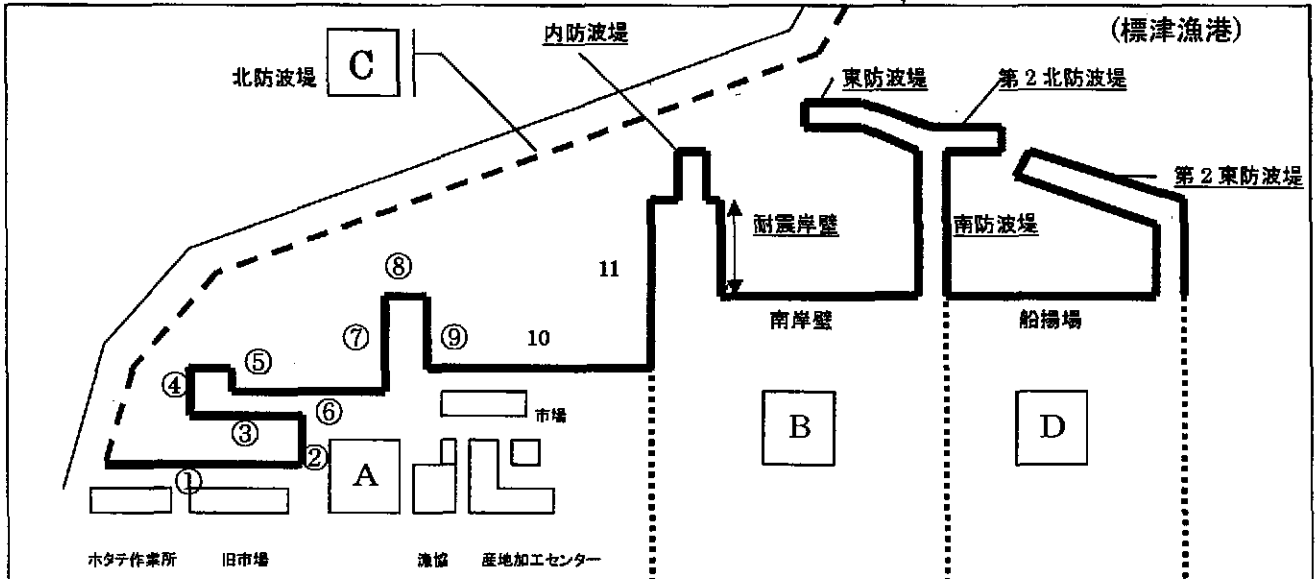 (標津漁港)
内防波堤
北防波堤 C
東防波堤
第2北防波堤
第2東防波堤
耐震岸壁
南防波堤
⑧
11
⑦
⑨
10
南岸壁
船揚場
⑤
④
⑥
市場
③
B
D
②
A
①
ホタテ作業所
旧市場
漁協
産地加工センター